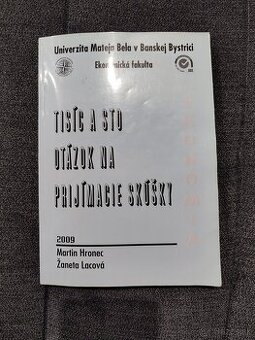 Univerzita Mateja Bela v Banskej Bystrici
Ekonomická fakulta
TISÍC A STO
OTÁZOK NA
PRIJÍMACIE SKÚŠKY
2009
Martin Hronec
Žaneta Lacová